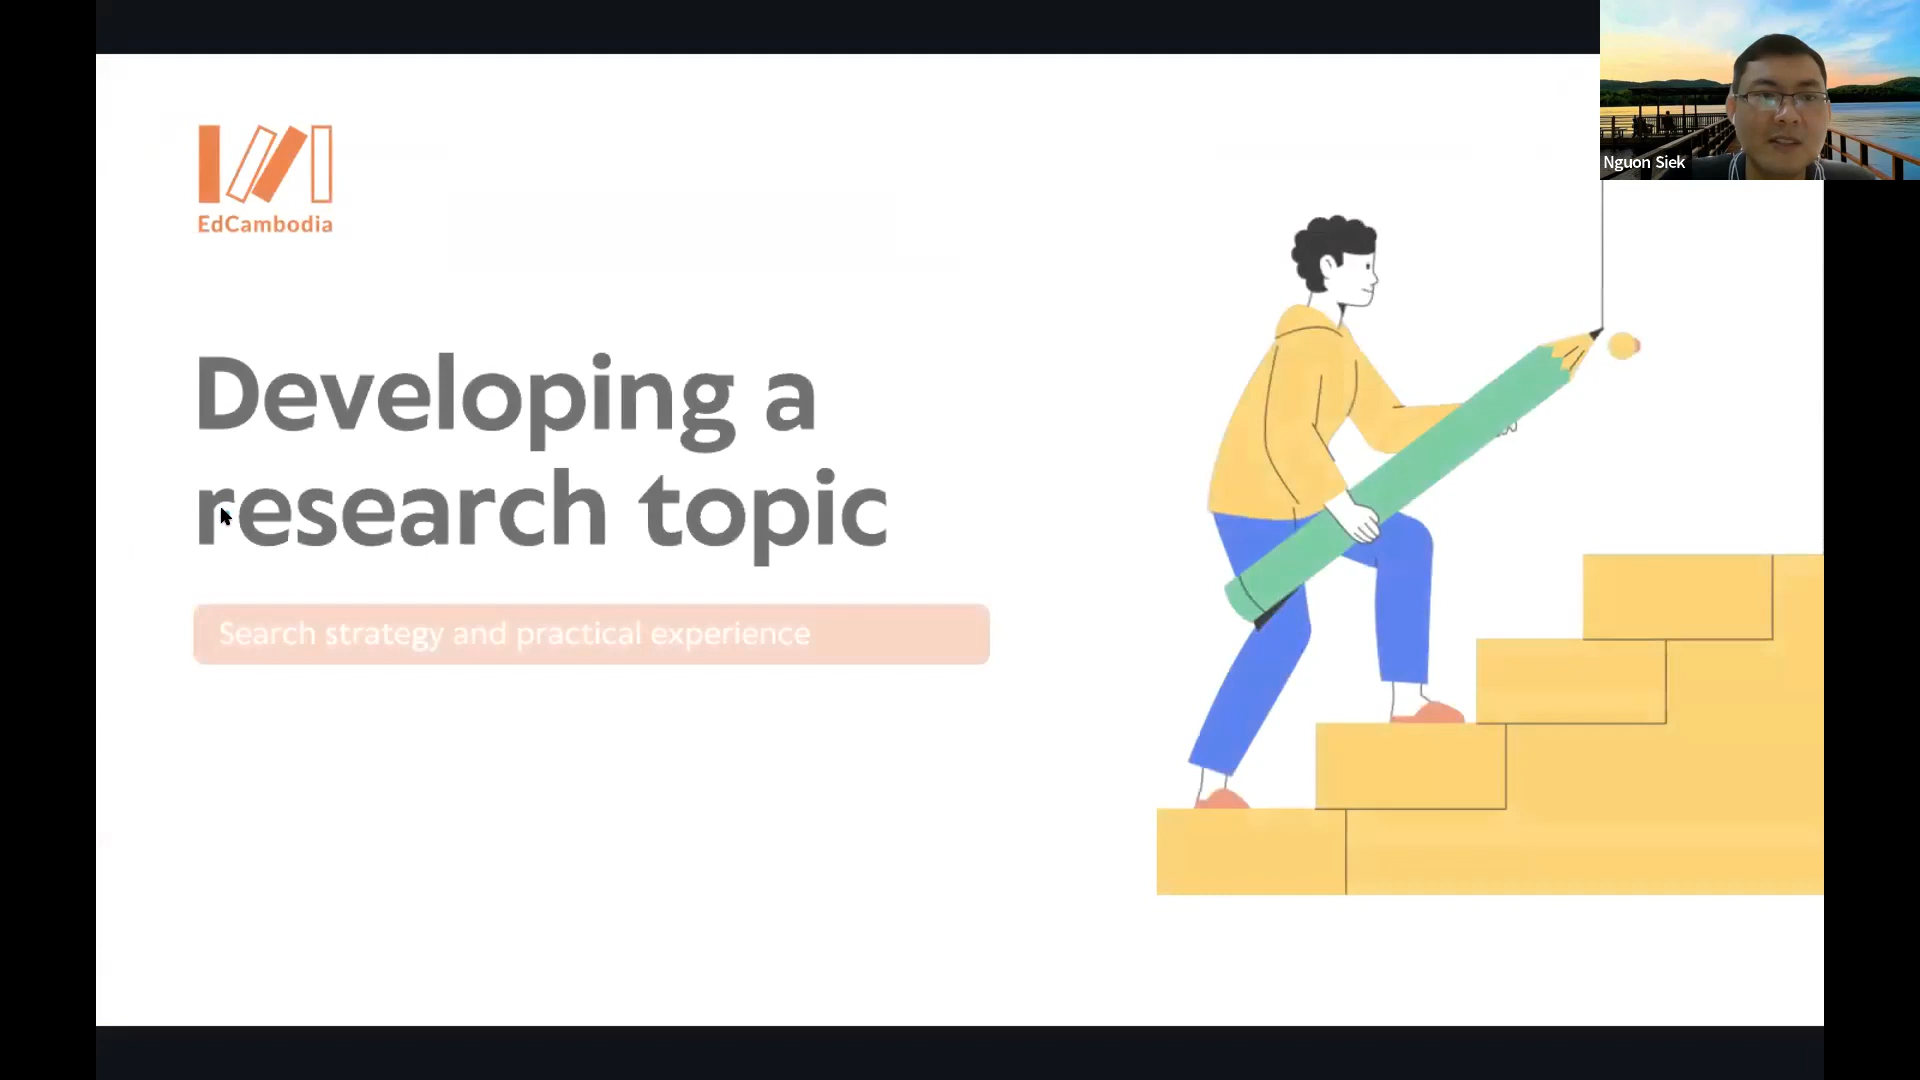 EdCambodia
Developing a
research topic
Search strategy and practical experience
Nguon Siek